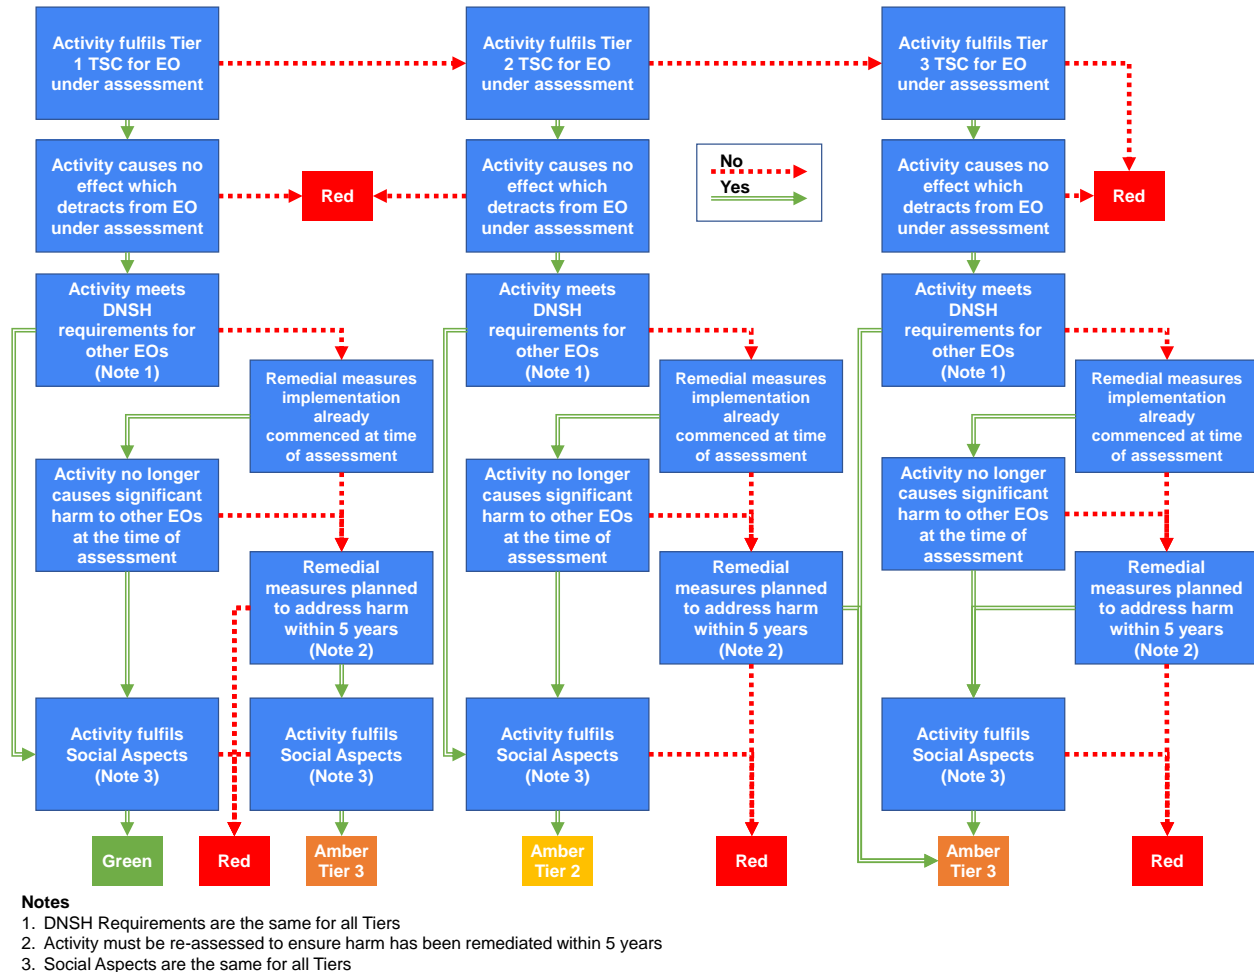 Activity fulfils Tier
1 TSC for EO
under assessment
Activity fulfils Tier
2 TSC for EO
under assessment
Activity fulfils Tier
3 TSC for EO
under assessment
Activity causes no
effect which
detracts from EO
under assessment
Red
Activity causes no
effect which
detracts from EO
under assessment
No
Yes
Activity causes no
effect which
detracts from EO
under assessment
Red
Activity meets
DNSH
requirements for
other EOs
(Note 1)
Activity meets
DNSH
requirements for
other EOs
(Note 1)
Activity meets
DNSH
requirements for
other EOs
(Note 1)
Remedial measures
implementation
already
commenced at time
of assessment
Remedial measures
implementation
already
commenced at time
of assessment
Remedial measures
implementation
already
commenced at time
of assessment
Activity no longer
causes significant
harm to other EOs
at the time of
assessment
Activity no longer
causes significant
harm to other EOs
at the time of
assessment
Activity no longer
causes significant
harm to other EOs
at the time of
assessment
Remedial
measures planned
to address harm
within 5 years
(Note 2)
Remedial
measures planned
to address harm
within 5 years
(Note 2)
Remedial
measures planned
to address harm
within 5 years
(Note 2)
Activity fulfils
Social Aspects
(Note 3)
Activity fulfils
Social Aspects
(Note 3)
Activity fulfils
Social Aspects
(Note 3)
Activity fulfils
Social Aspects
(Note 3)
Green
Red
Amber
Tier 3
Amber
Tier 2
Red
Amber
Tier 3
Red
Notes
1. DNSH Requirements are the same for all Tiers
2. Activity must be re-assessed to ensure harm has been remediated within 5 years
3. Social Aspects are the same for all Tiers